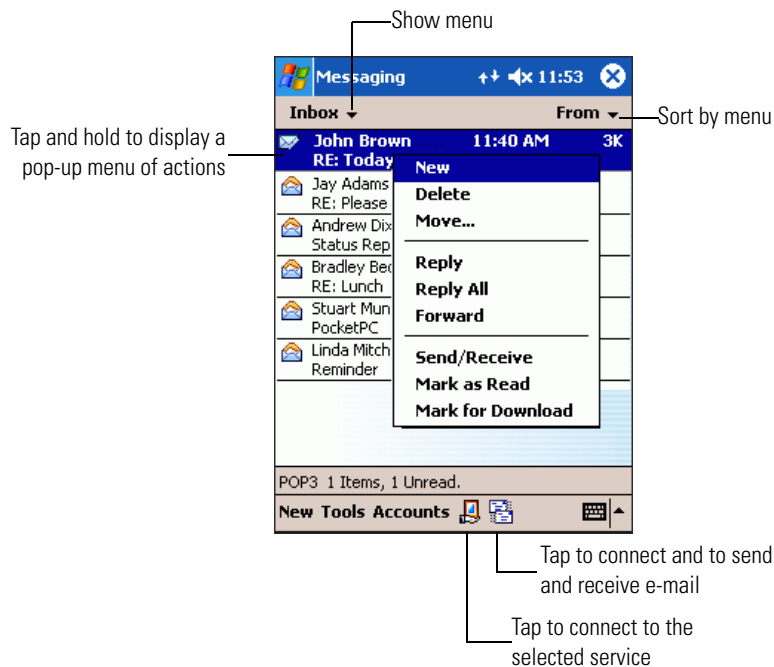 Show menu
Messaging 11:53
Inbox From
Sort by menu
Tap and hold to display a
pop-up menu of actions
John Brown 11:40 AM 3K
RE: Today
Jay Adams
RE: Please
Andrew Dix
Status Rep
Bradley Bec
RE: Lunch
Stuart Mun
PocketPC
Linda Mitch
Reminder
New
Delete
Move...
Reply
Reply All
Forward
Send/Receive
Mark as Read
Mark for Download
POP3 1 Items, 1 Unread.
New Tools Accounts
Tap to connect and to send
and receive e-mail
Tap to connect to the
selected service